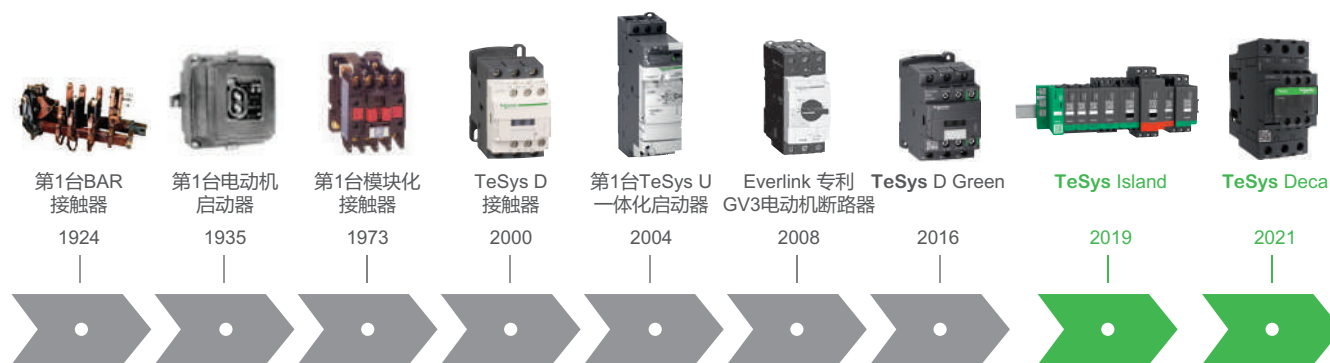 第1台BAR
接触器
1924
第1台电动机
启动器
1935
第1台模块化
接触器
1973
TeSys D
接触器
2000
第1台TeSys U
一体化启动器
2004
Everlink 专利
GV3电动机断路器
2008
TeSys D Green
2016
TeSys Island
2019
TeSys Deca
2021